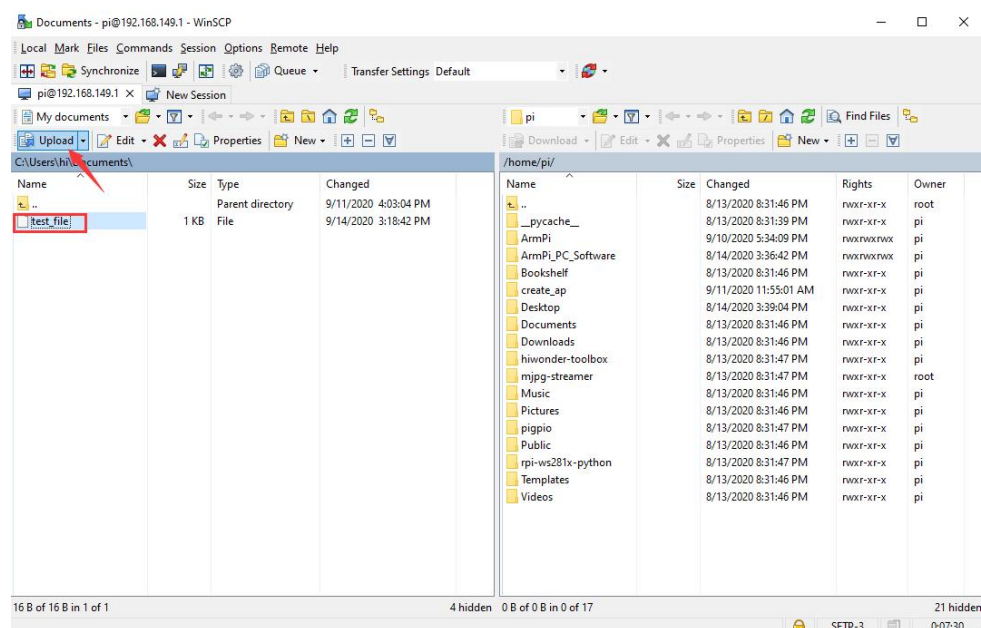 Documents - pi@192.168.149.1 - WinSCP
Local Mark Files Commands Session Options Remote Help
Synchronize Queue Transfer Settings Default
pi@192.168.149.1 X New Session
My documents pi Find Files
Upload Edit Properties New Download Edit Properties New
C:\Users\hi\Documents\ /home/pi/
Name Size Type Changed Name Size Changed Rights Owner
.. Parent directory 9/11/2020 4:03:04 PM .. 8/13/2020 8:31:46 PM rwxr-xr-x root
test_file 1 KB File 9/14/2020 3:18:42 PM __pycache__ 8/13/2020 8:31:39 PM rwxr-xr-x pi
ArmPi 9/10/2020 5:34:09 PM rwxrwxrwx pi
ArmPi_PC_Software 8/14/2020 3:36:42 PM rwxrwxrwx pi
Bookshelf 8/13/2020 8:31:46 PM rwxr-xr-x pi
create_ap 9/11/2020 11:55:01 AM rwxr-xr-x pi
Desktop 8/14/2020 3:39:04 PM rwxr-xr-x pi
Documents 8/13/2020 8:31:46 PM rwxr-xr-x pi
Downloads 8/13/2020 8:31:46 PM rwxr-xr-x pi
hiwonder-toolbox 8/13/2020 8:31:47 PM rwxr-xr-x pi
mjpg-streamer 8/13/2020 8:31:47 PM rwxr-xr-x root
Music 8/13/2020 8:31:46 PM rwxr-xr-x pi
Pictures 8/13/2020 8:31:46 PM rwxr-xr-x pi
pigpio 8/13/2020 8:31:47 PM rwxr-xr-x pi
Public 8/13/2020 8:31:46 PM rwxr-xr-x pi
rpi-ws281x-python 8/13/2020 8:31:47 PM rwxr-xr-x pi
Templates 8/13/2020 8:31:46 PM rwxr-xr-x pi
Videos 8/13/2020 8:31:46 PM rwxr-xr-x pi
16 B of 16 B in 1 of 1 4 hidden 0 B of 0 B in 0 of 17 21 hidden
SFTP-3 0:07:30